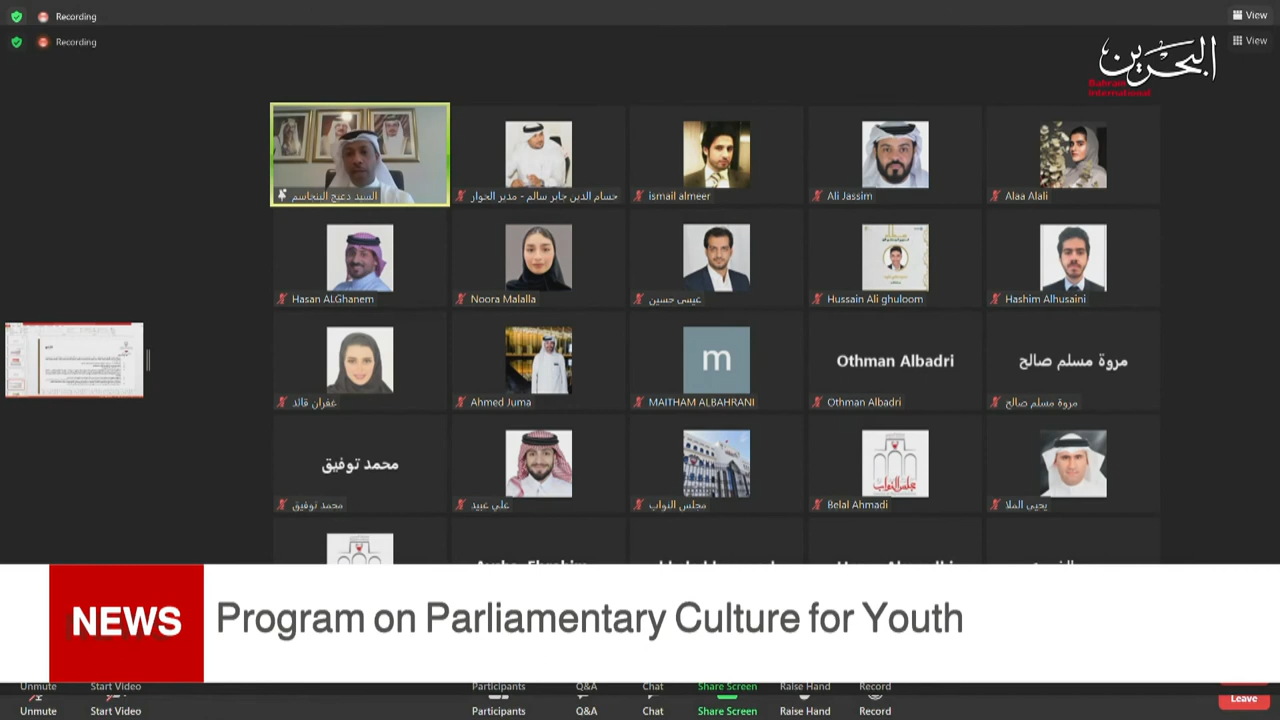 Recording
View
Recording
View
البحرين
Bahrain
International
السيد دعيج البنجاسم
حسام الدين جابر سالم - مدير الحوار
ismail almeer
Ali Jassim
Alaa Alali
Hasan ALGhanem
Noora Malalla
عيسى حسين
Hussain Ali ghuloom
Hashim Alhusaini
m
Othman Albadri
مروة مسلم صالح
غفران قائد
Ahmed Juma
MAITHAM ALBAHRANI
Othman Albadri
مروة مسلم صالح
محمد توفيق
مجلس النواب
محمد توفيق
علي عبيد
مجلس النواب
Belal Ahmadi
يحيى الملا
NEWS
Program on Parliamentary Culture for Youth
Unmute
Start Video
Participants
Q&A
Chat
Share Screen
Raise Hand
Record
Unmute
Start Video
Participants
Q&A
Chat
Share Screen
Raise Hand
Record
Leave